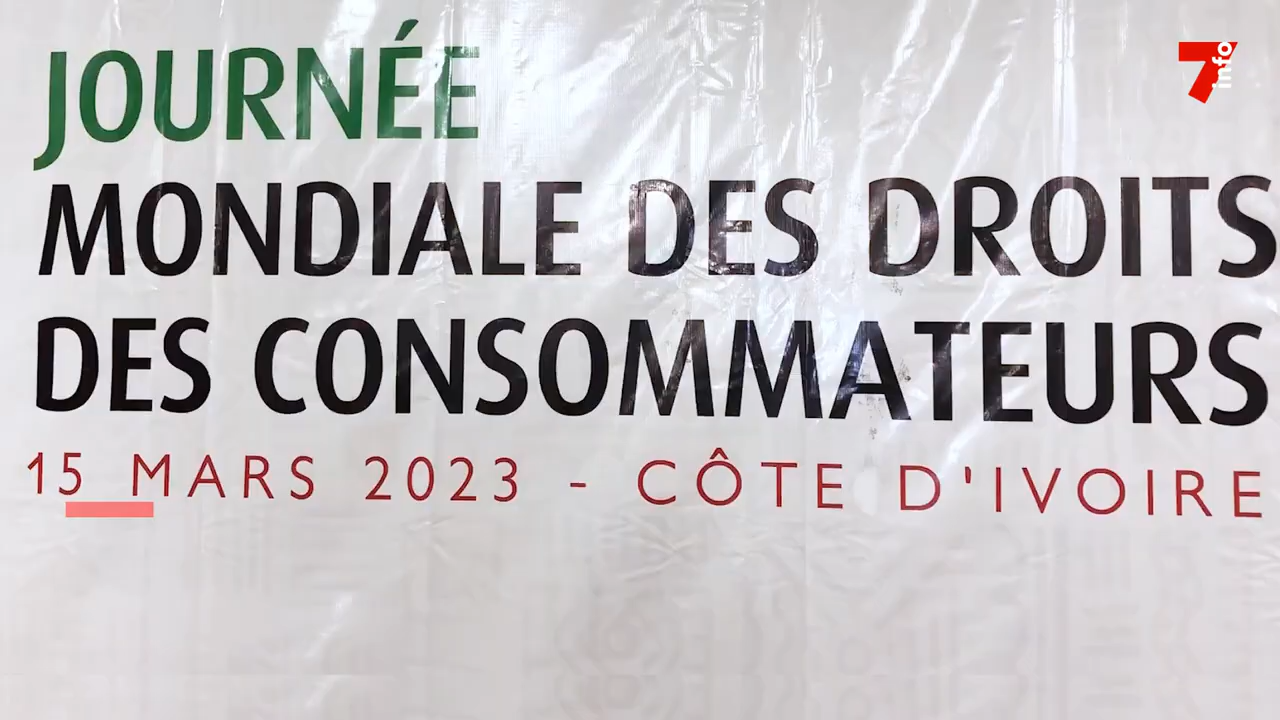 JOURNÉE
MONDIALE DES DROITS
DES CONSOMMATEURS
15 MARS 2023 - CÔTE D'IVOIRE
7info